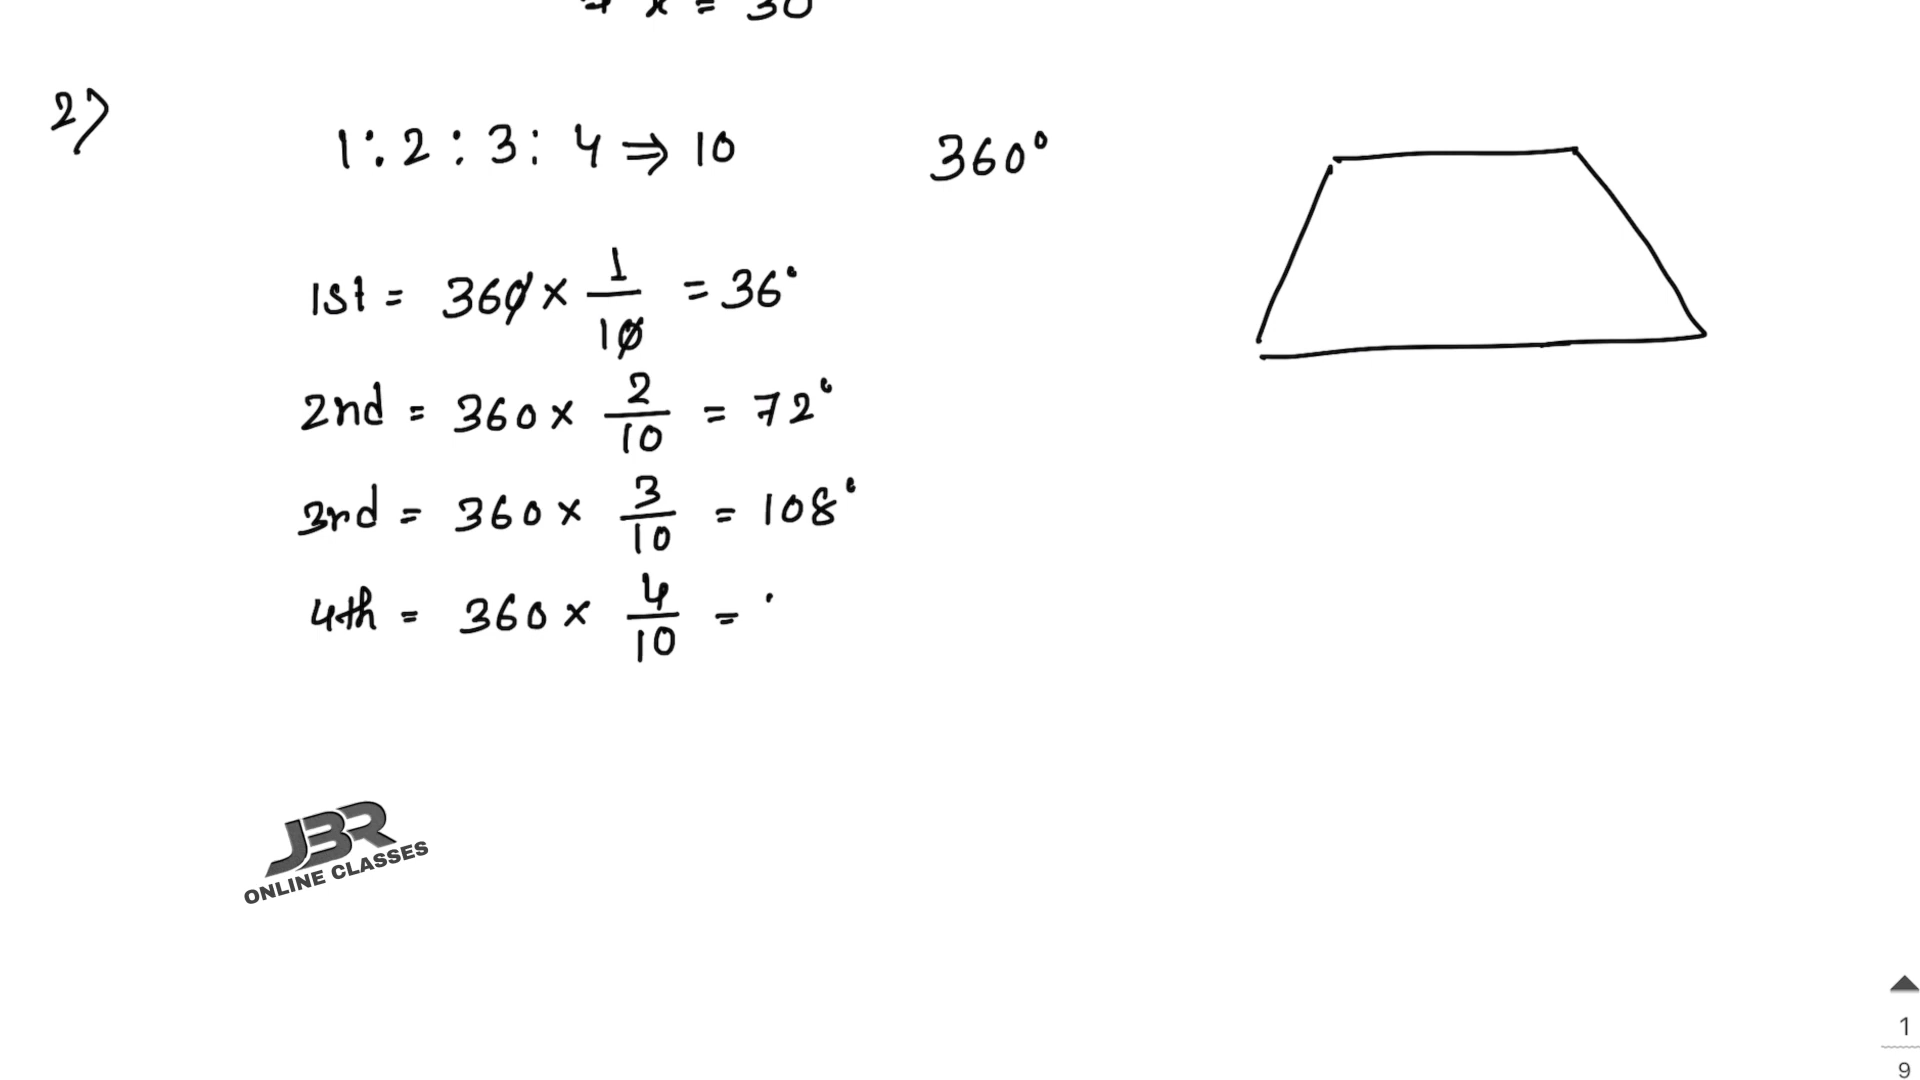 x = 30
2)
1 : 2 : 3 : 4 ⇒ 10 360°
1st = 360 × 1/10 = 36°
2nd = 360 × 2/10 = 72°
3rd = 360 × 3/10 = 108°
4th = 360 × 4/10 =
JBR
ONLINE CLASSES
1
9